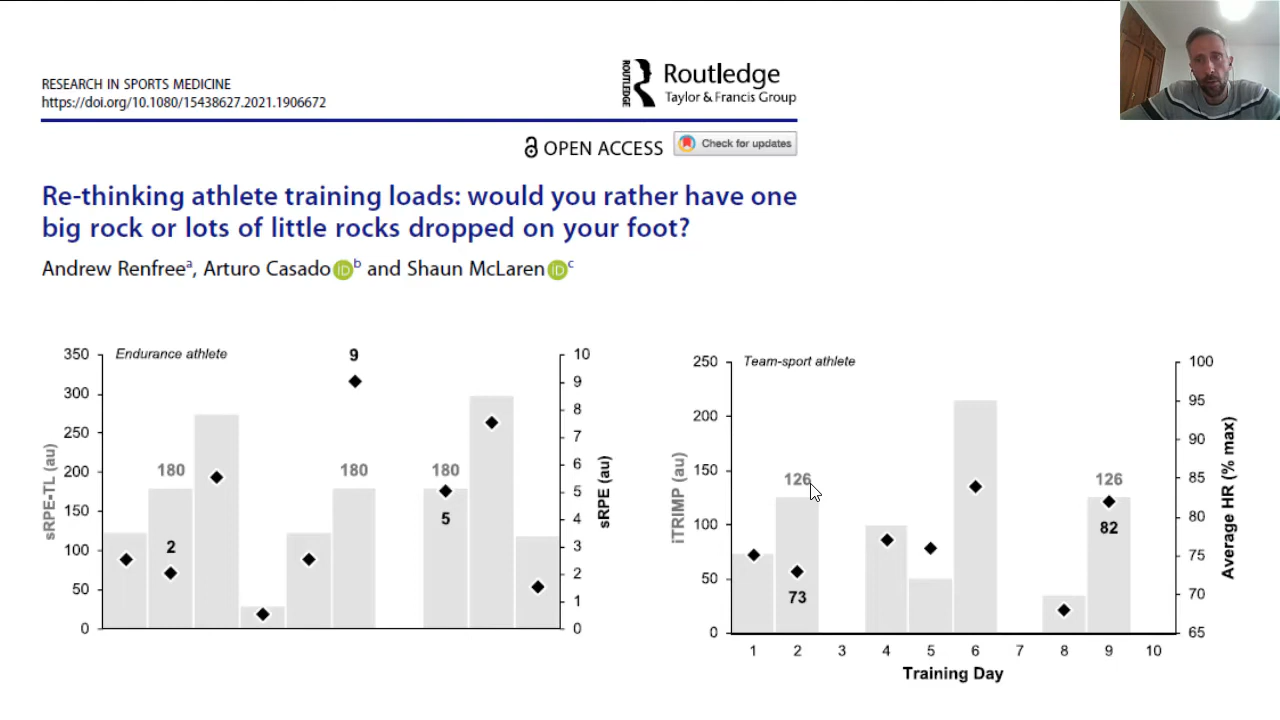 RESEARCH IN SPORTS MEDICINE
https://doi.org/10.1080/15438627.2021.1906672
ROUTLEDGE
Routledge
Taylor & Francis Group
OPEN ACCESS
Check for updates
Re-thinking athlete training loads: would you rather have one
big rock or lots of little rocks dropped on your foot?
Andrew Renfreeᵃ, Arturo Casado iD ᵇ and Shaun McLaren iD ᶜ
Endurance athlete
sRPE-TL (au)
350
300
250
200
150
100
50
0
180
2
9
180
180
5
10
9
8
7
6
5
4
3
2
1
0
sRPE (au)
Team-sport athlete
iTRIMP (au)
250
200
150
100
50
0
126
73
126
82
100
95
90
85
80
75
70
65
Average HR (% max)
1 2 3 4 5 6 7 8 9 10
Training Day